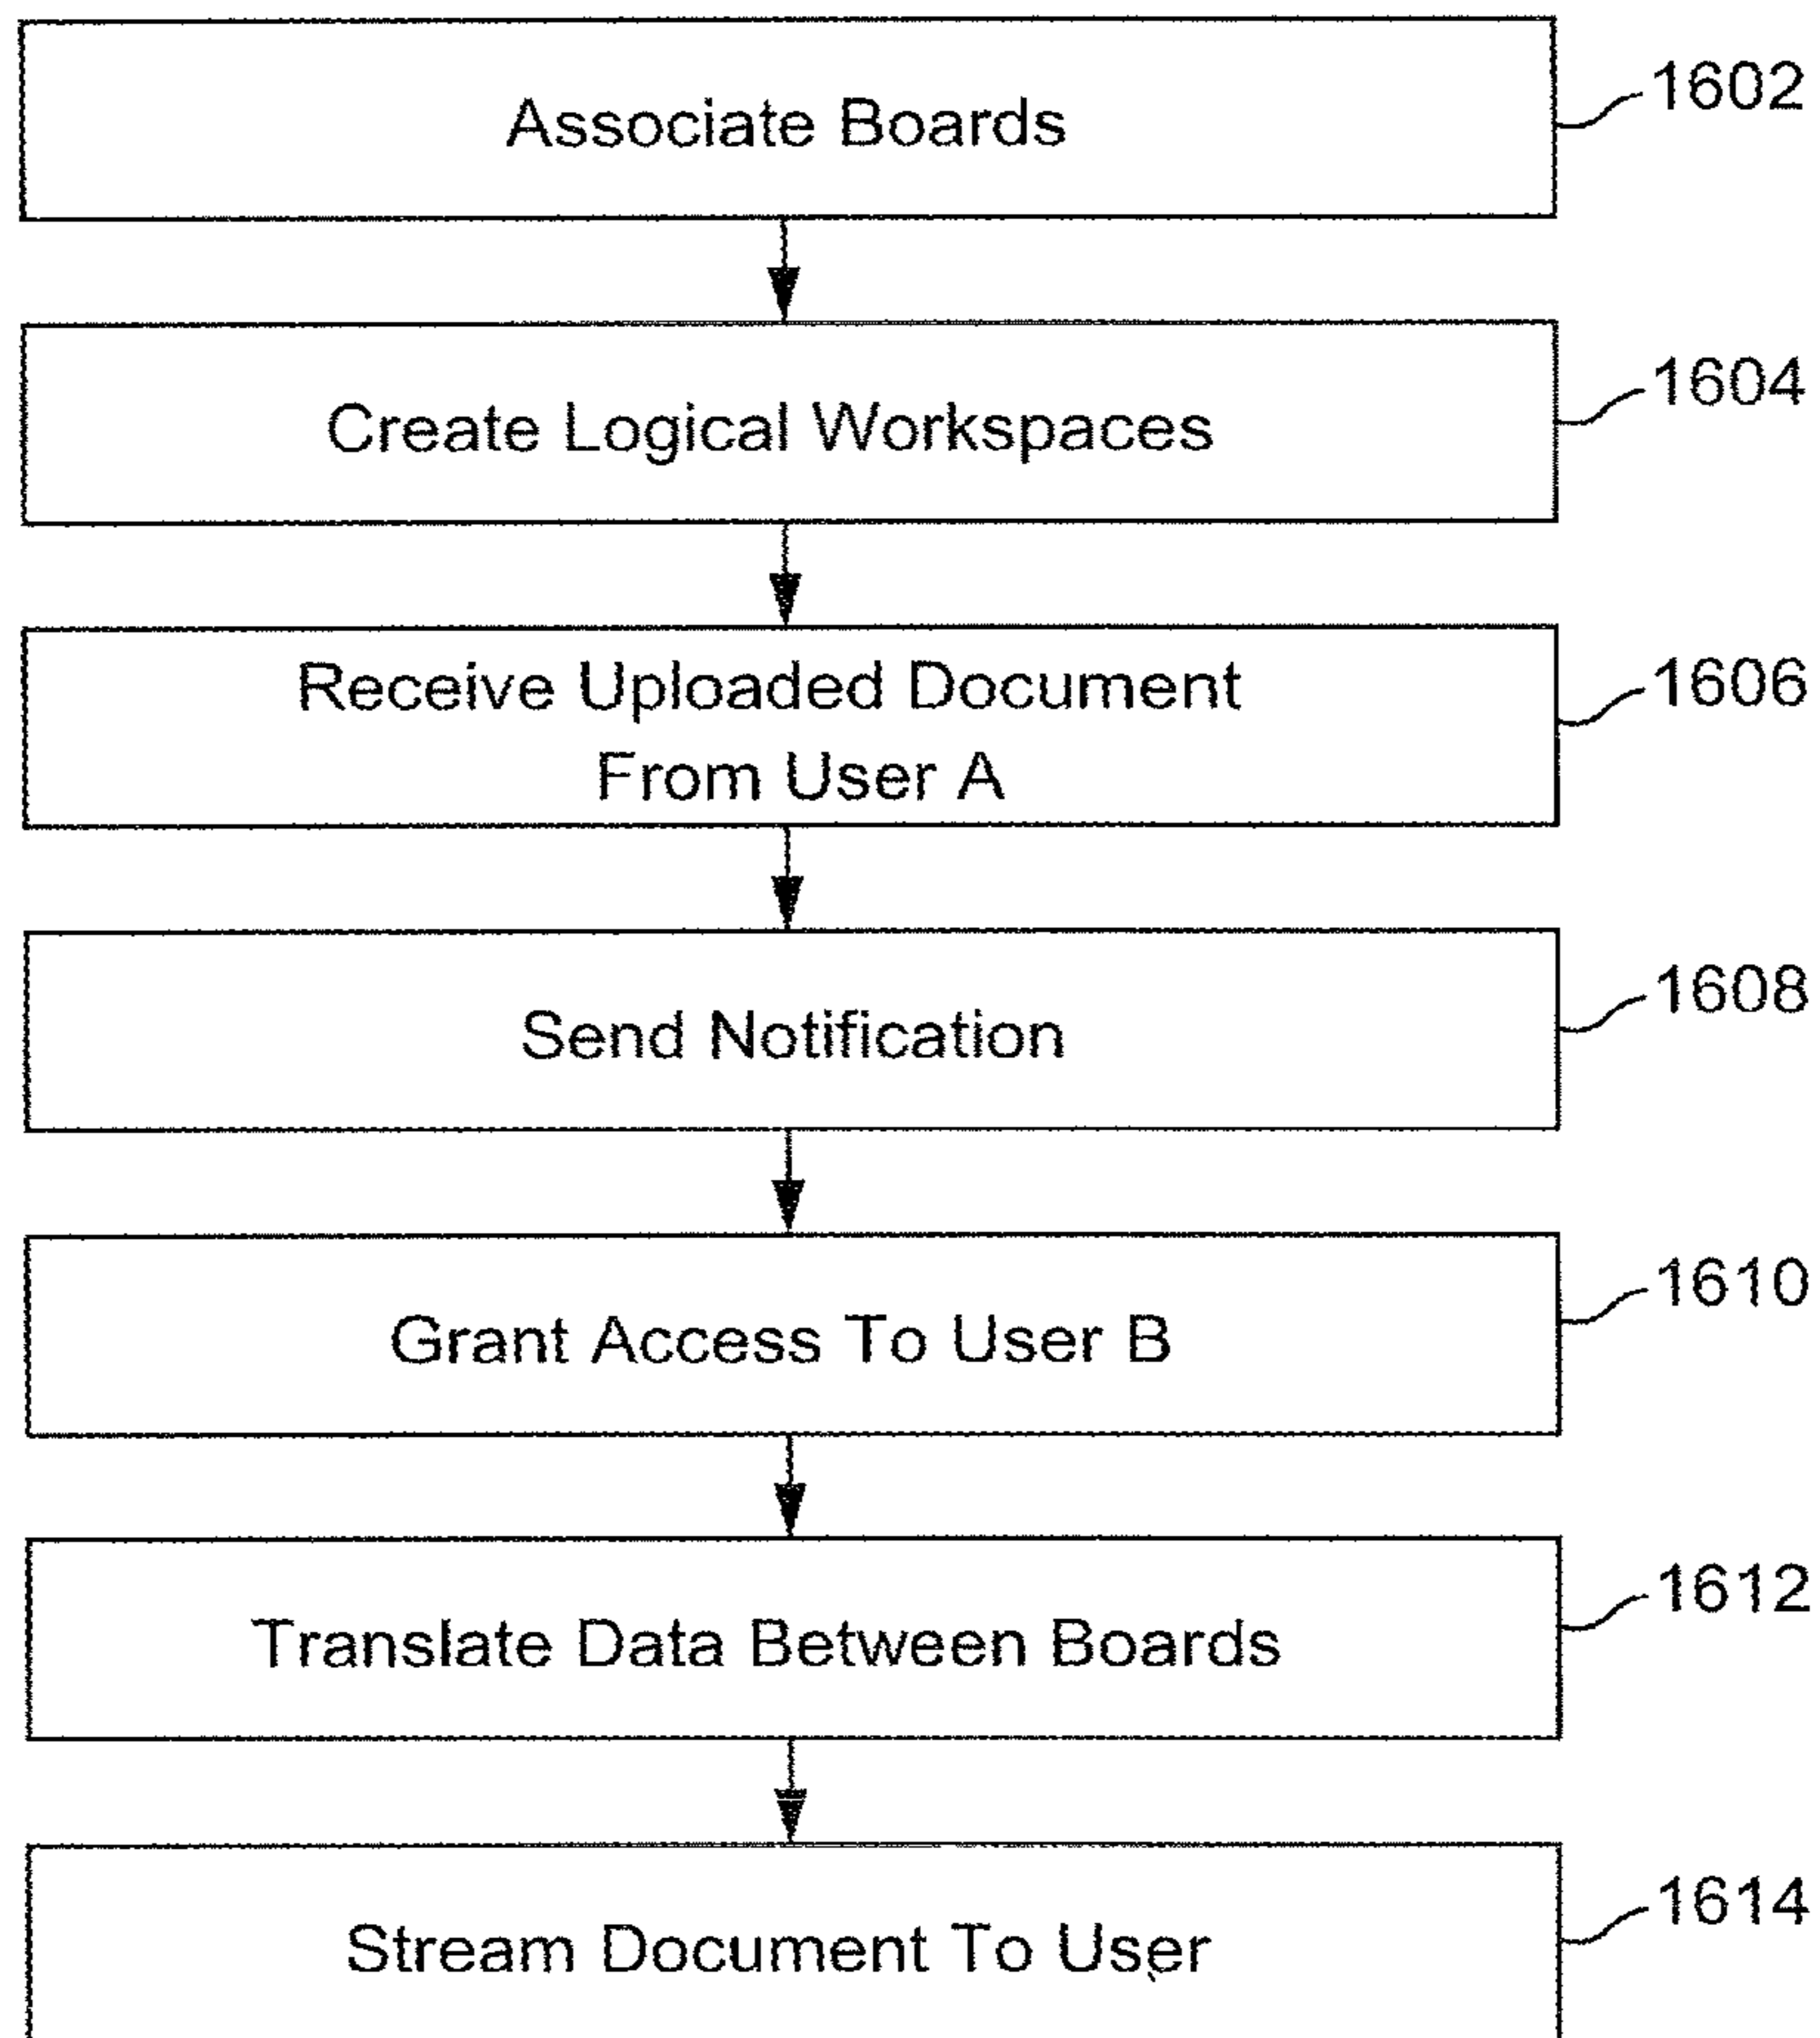 Associate Boards
1602
Create Logical Workspaces
1604
Receive Uploaded Document
From User A
1606
Send Notification
1608
Grant Access To User B
1610
Translate Data Between Boards
1612
Stream Document To User
1614